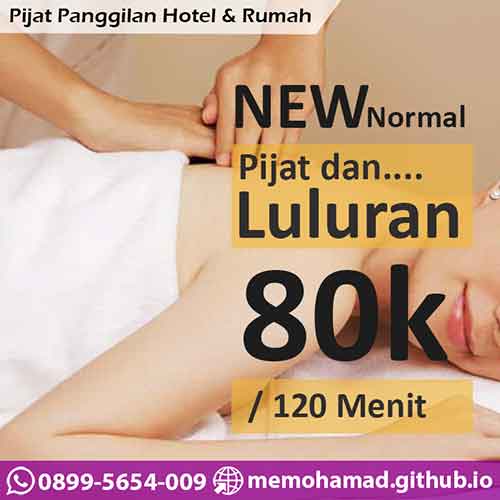 Pijat Panggilan Hotel & Rumah
NEW Normal
Pijat dan....
Luluran
80k
/ 120 Menit
0899-5654-009 memohamad.github.io